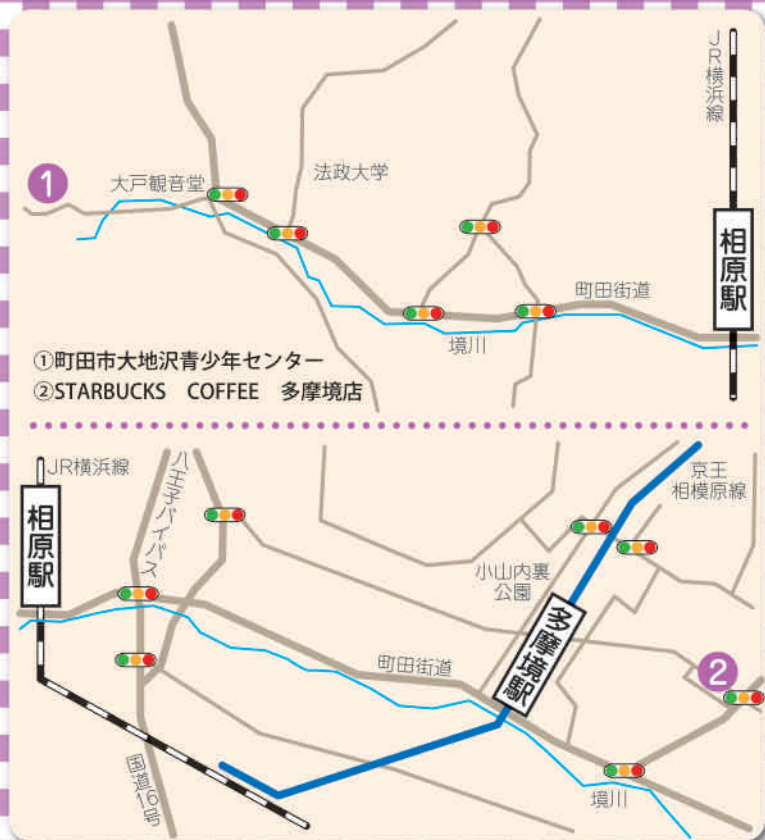 JR横浜線
①
大戸観音堂
法政大学
相原駅
町田街道
境川
①町田市大地沢青少年センター
②STARBUCKS　COFFEE　多摩境店
JR横浜線
八王子バイパス
京王
相模原線
相原駅
小山内裏
公園
多摩境駅
町田街道
②
国道16号
境川